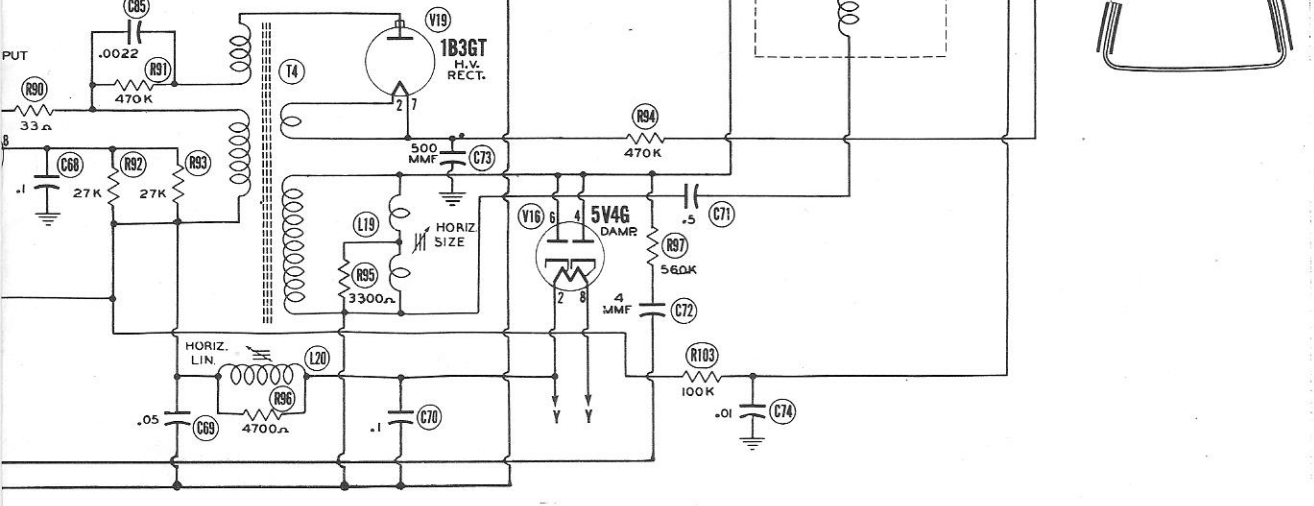 C85
.0022
PUT
R91
470K
R90
33Ω
8
C68
.1
R92
27K
R93
27K
T4
V19
1B3GT
H.V.
RECT.
2 7
500
MMF
C73
R94
470K
L19
HORIZ.
SIZE
R95
3300Ω
V16
6
4
5V4G
DAMP.
2
8
.5
C71
R97
560K
4
MMF
C72
HORIZ.
LIN.
L20
R96
4700Ω
.05
C69
.1
C70
Y
Y
R103
100K
.01
C74